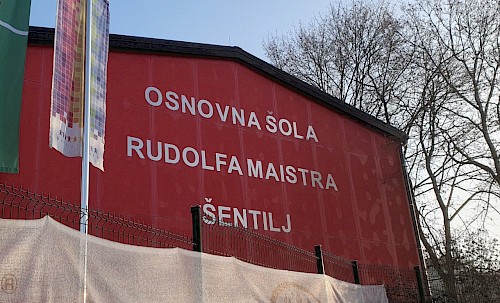 OSNOVNA ŠOLA
RUDOLFA MAISTRA
ŠENTILJ